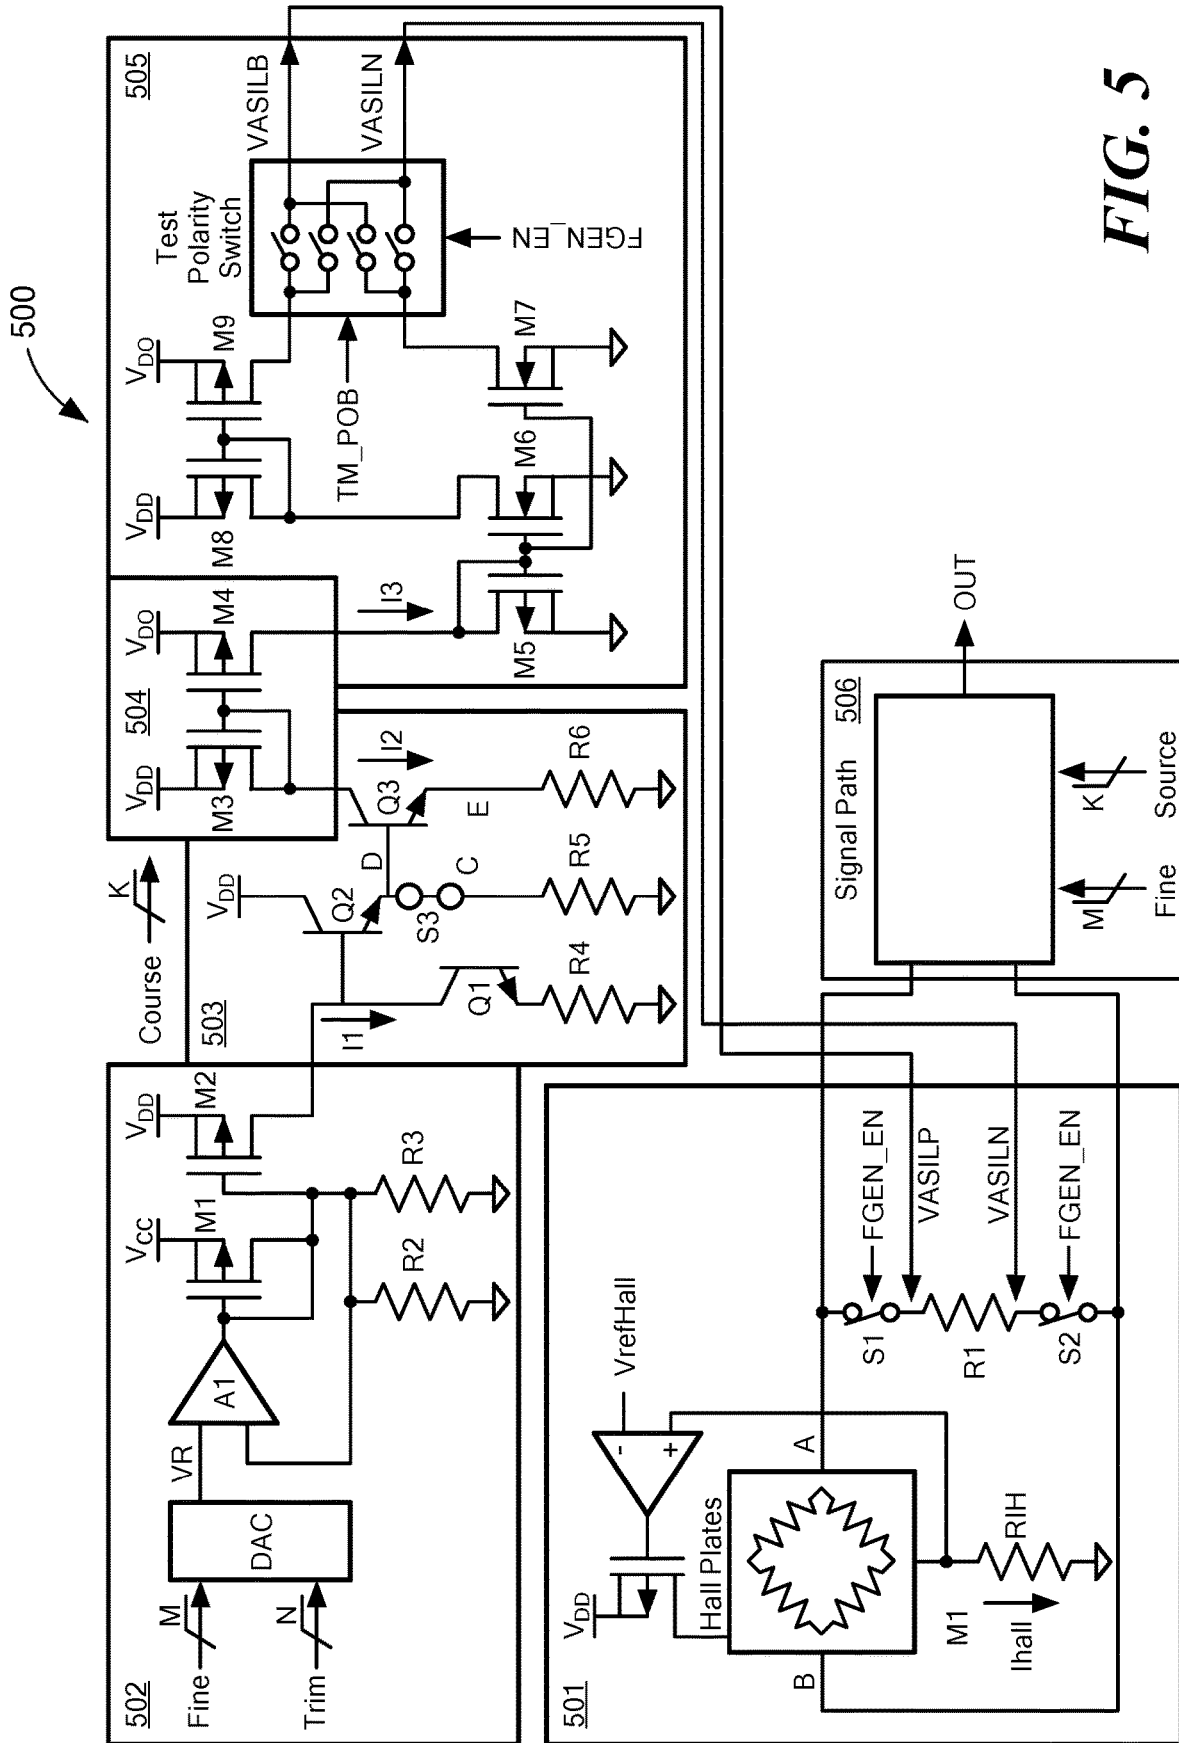 500
502
Fine
M
Trim
N
DAC
VR
A1
VCC
M1
VDD
M2
R2
R3
503
Course
K
I1
Q1
R4
VDD
Q2
S3
C
D
R5
Q3
E
I2
R6
504
VDD
M3
VDO
M4
505
I3
M5
M6
M7
VDD
M8
VDO
M9
TM_POB
Test
Polarity
Switch
FGEN_EN
VASILB
VASILN
501
VDD
VrefHall
-
+
Hall Plates
B
A
M1
Ihall
RIH
S1
R1
S2
FGEN_EN
VASILP
VASILN
FGEN_EN
Signal Path
506
OUT
M
Fine
K
Source
FIG. 5